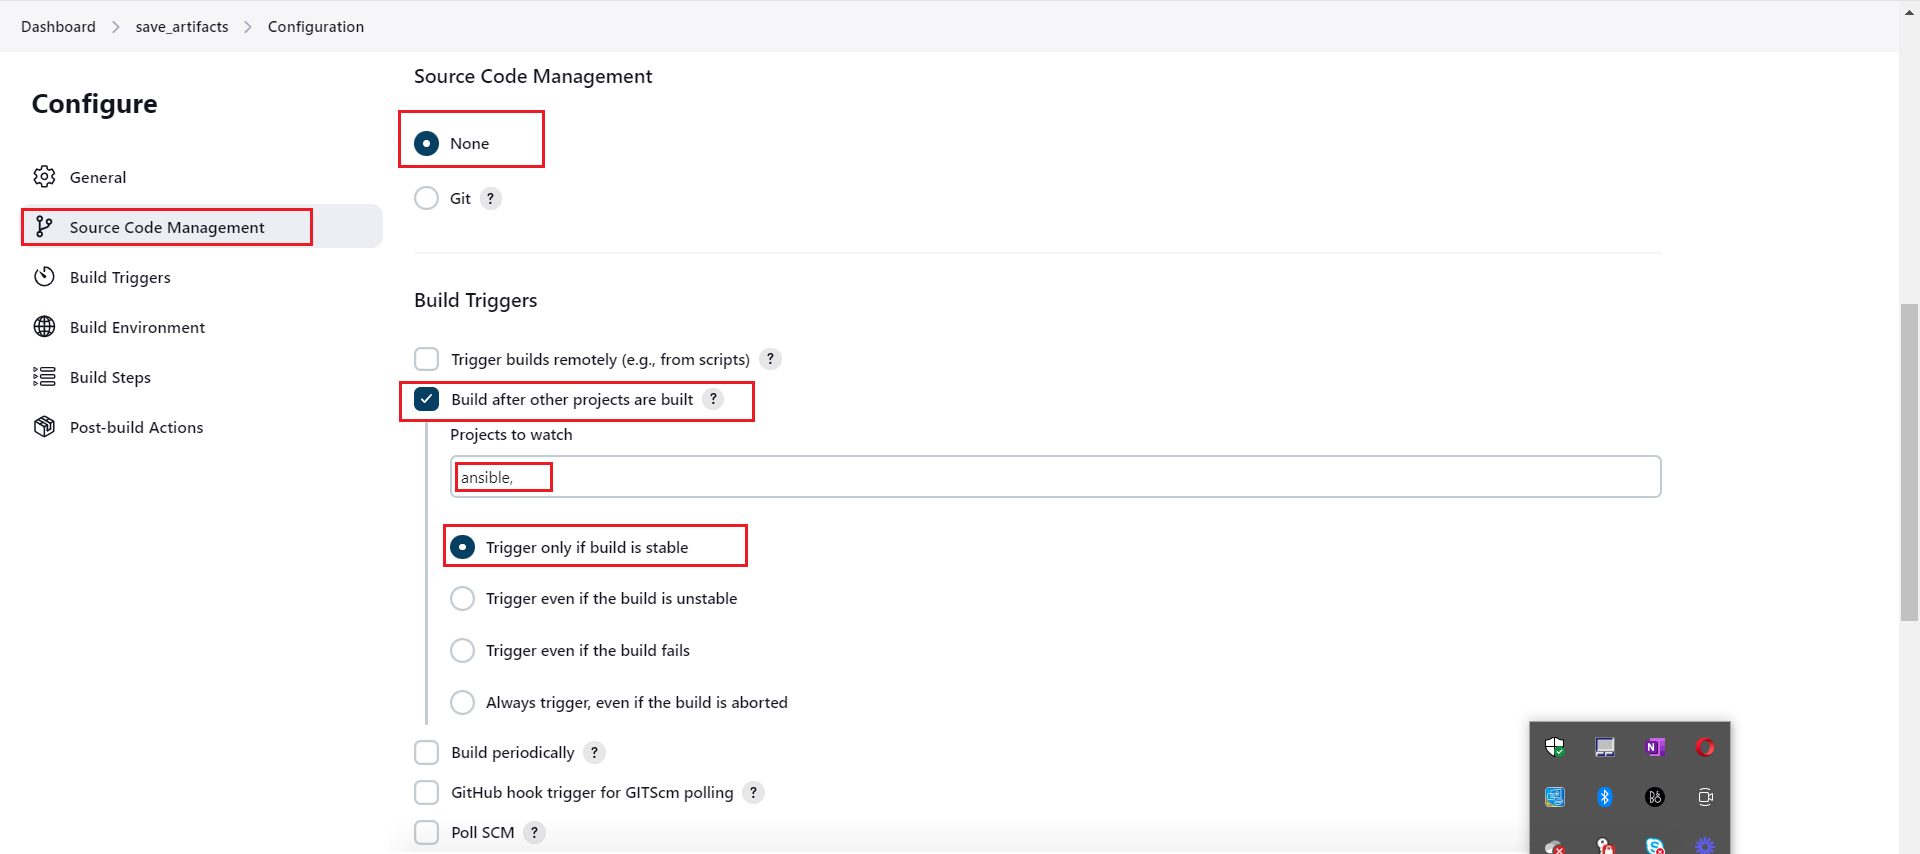 Dashboard > save_artifacts > Configuration
Configure
General
Source Code Management
Build Triggers
Build Environment
Build Steps
Post-build Actions
Source Code Management
None
Git ?
Build Triggers
Trigger builds remotely (e.g., from scripts) ?
Build after other projects are built ?
Projects to watch
ansible,
Trigger only if build is stable
Trigger even if the build is unstable
Trigger even if the build fails
Always trigger, even if the build is aborted
Build periodically ?
GitHub hook trigger for GITScm polling ?
Poll SCM ?